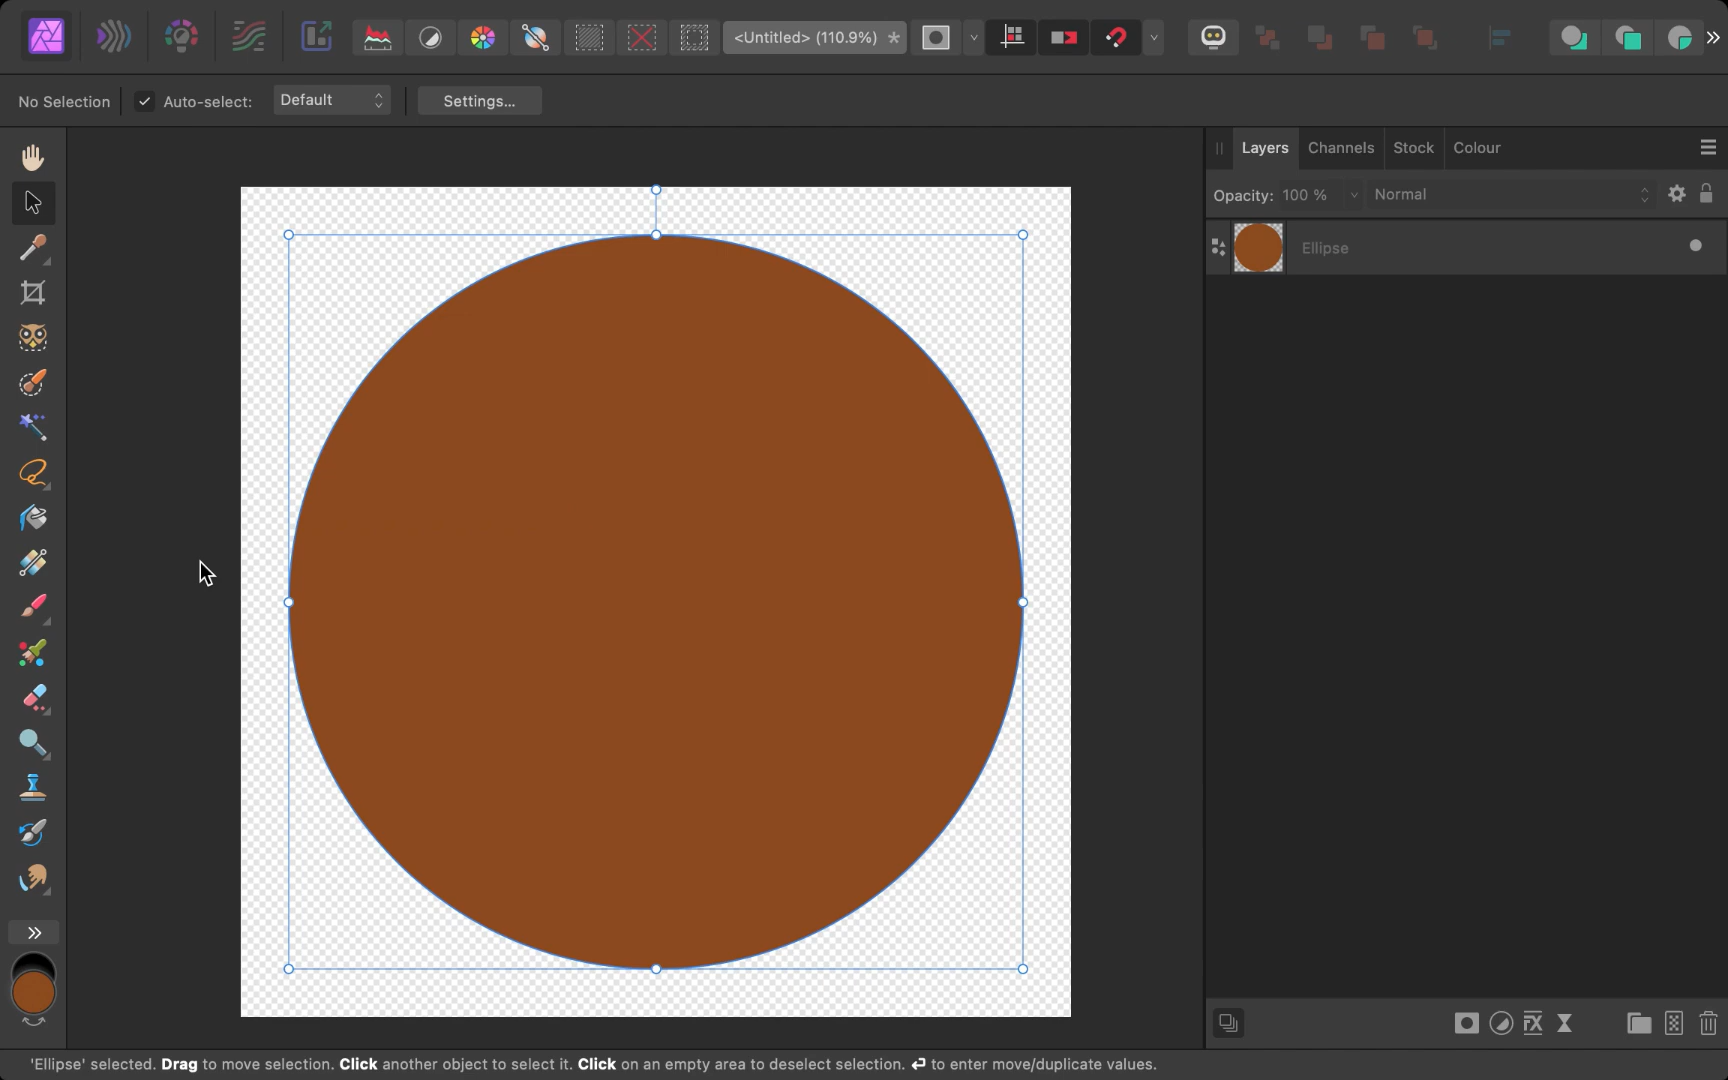 <Untitled> (110.9%) *
No Selection Auto-select: Default Settings...
Layers Channels Stock Colour
Opacity: 100 % Normal
Ellipse
'Ellipse' selected. Drag to move selection. Click another object to select it. Click on an empty area to deselect selection. ↵ to enter move/duplicate values.